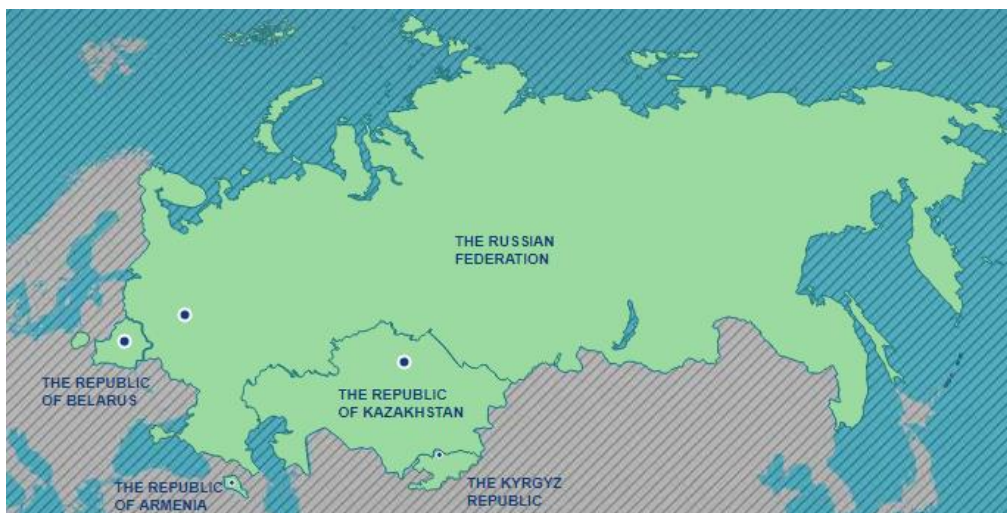 THE RUSSIAN
FEDERATION
THE REPUBLIC
OF BELARUS
THE REPUBLIC
OF KAZAKHSTAN
THE REPUBLIC
OF ARMENIA
THE KYRGYZ
REPUBLIC